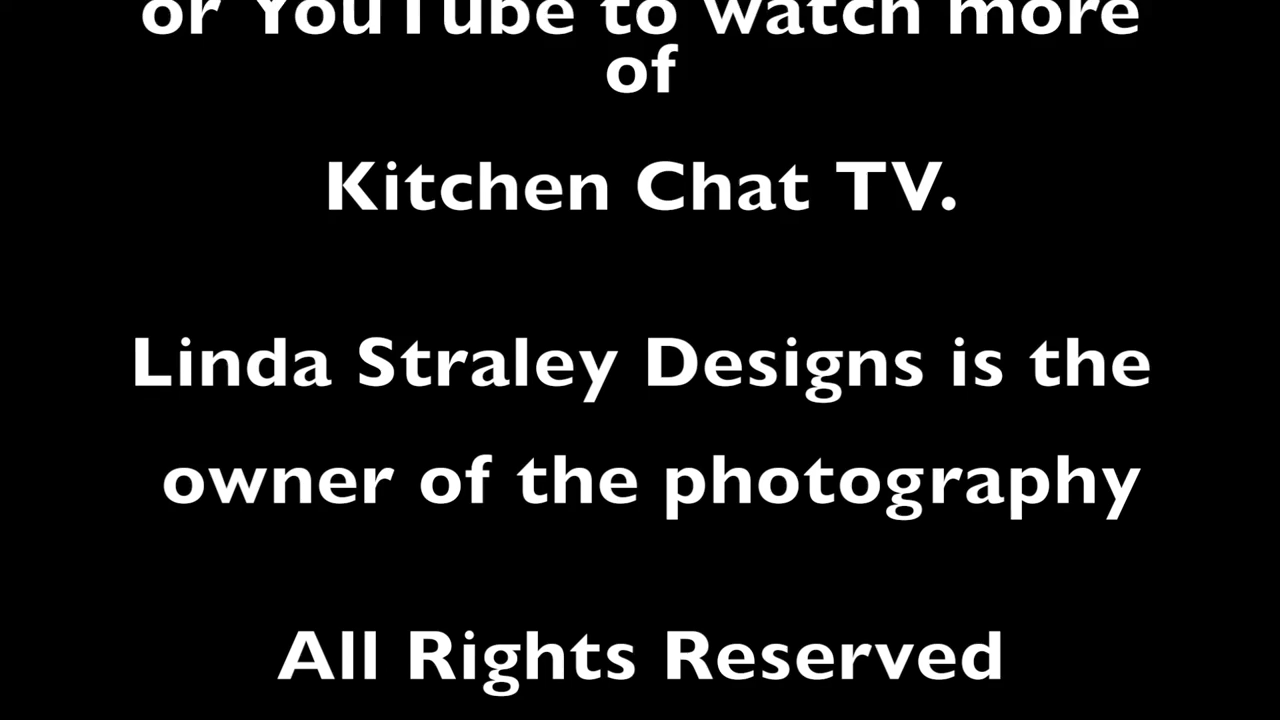 or YouTube to watch more
of
Kitchen Chat TV.
Linda Straley Designs is the
owner of the photography
All Rights Reserved